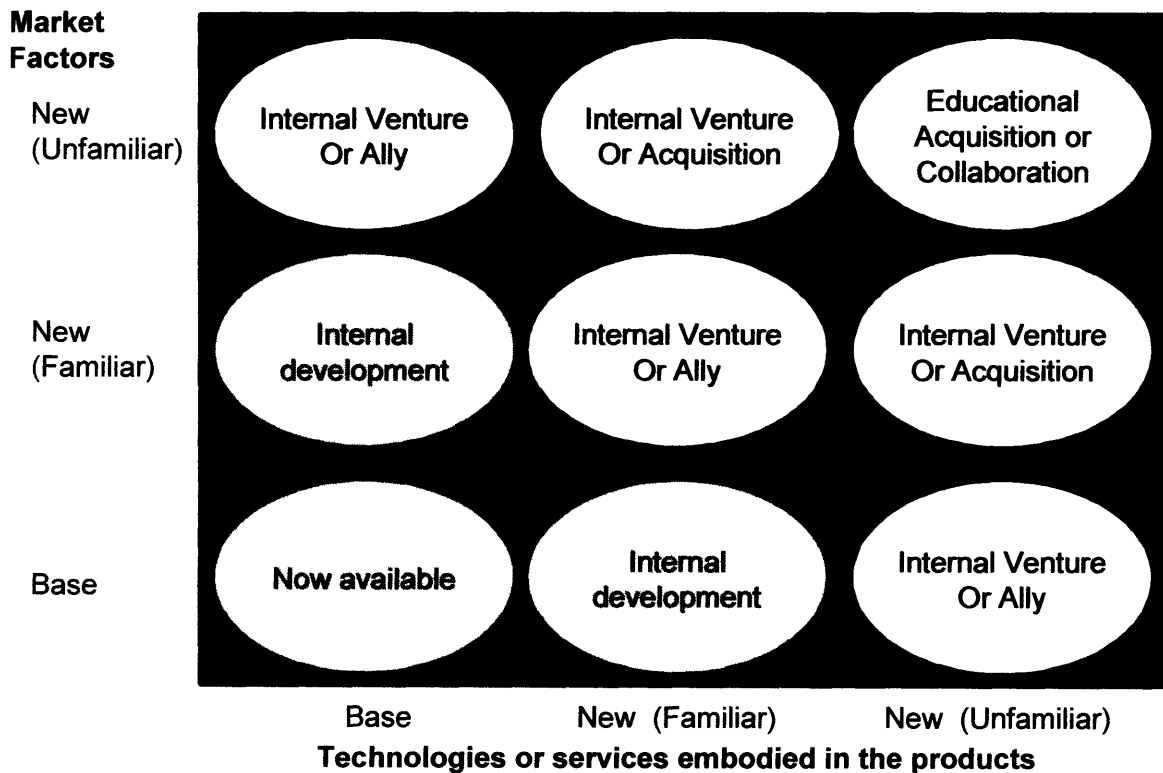 Market
Factors
New
(Unfamiliar)
Internal Venture
Or Ally
Internal Venture
Or Acquisition
Educational
Acquisition or
Collaboration
New
(Familiar)
Internal
development
Internal Venture
Or Ally
Internal Venture
Or Acquisition
Base
Now available
Internal
development
Internal Venture
Or Ally
Base
New (Familiar)
New (Unfamiliar)
Technologies or services embodied in the products